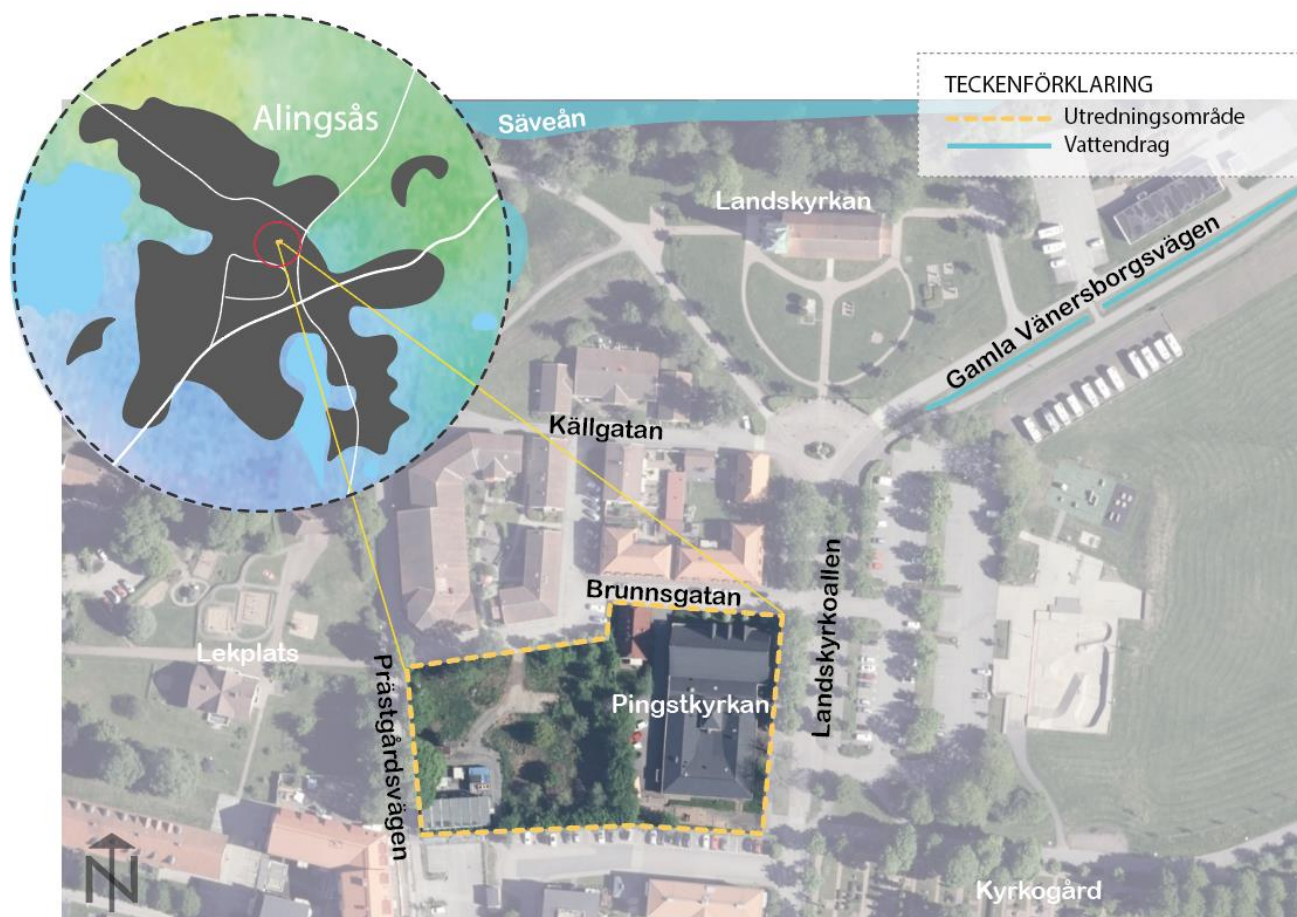 Alingsås
TECKENFÖRKLARING
Utredningsområde
Vattendrag
Säveån
Landskyrkan
Gamla Vänersborgsvägen
Källgatan
Brunnsgatan
Landskyrkoallen
Lekplats
Prästgårdsvägen
Pingstkyrkan
Kyrkogård
N